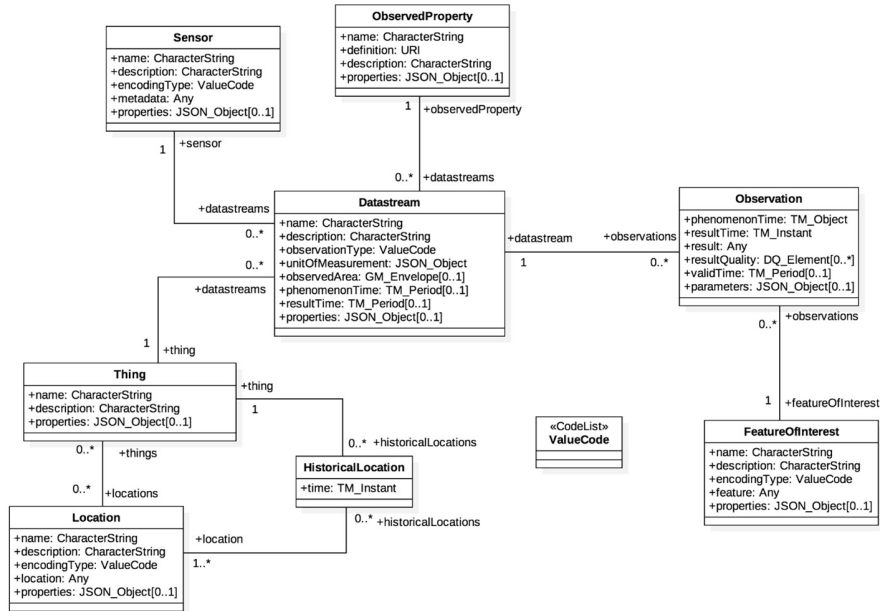 ObservedProperty
+name: CharacterString
+definition: URI
+description: CharacterString
+properties: JSON_Object[0..1]
Sensor
+name: CharacterString
+description: CharacterString
+encodingType: ValueCode
+metadata: Any
+properties: JSON_Object[0..1]
1
+observedProperty
1
+sensor
0..*
+datastreams
+datastreams
0..*
Datastream
+name: CharacterString
+description: CharacterString
+observationType: ValueCode
+unitOfMeasurement: JSON_Object
+observedArea: GM_Envelope[0..1]
+phenomenonTime: TM_Period[0..1]
+resultTime: TM_Period[0..1]
+properties: JSON_Object[0..1]
+datastream
1
+observations
0..*
Observation
+phenomenonTime: TM_Object
+resultTime: TM_Instant
+result: Any
+resultQuality: DQ_Element[0..*]
+validTime: TM_Period[0..1]
+parameters: JSON_Object[0..1]
0..*
+datastreams
0..*
+observations
1
+thing
Thing
+name: CharacterString
+description: CharacterString
+properties: JSON_Object[0..1]
+thing
1
1
+featureOfInterest
0..*
+historicalLocations
«CodeList»
ValueCode
FeatureOfInterest
+name: CharacterString
+description: CharacterString
+encodingType: ValueCode
+feature: Any
+properties: JSON_Object[0..1]
0..*
+things
0..*
+locations
HistoricalLocation
+time: TM_Instant
0..*
+historicalLocations
Location
+name: CharacterString
+description: CharacterString
+encodingType: ValueCode
+location: Any
+properties: JSON_Object[0..1]
+location
1..*